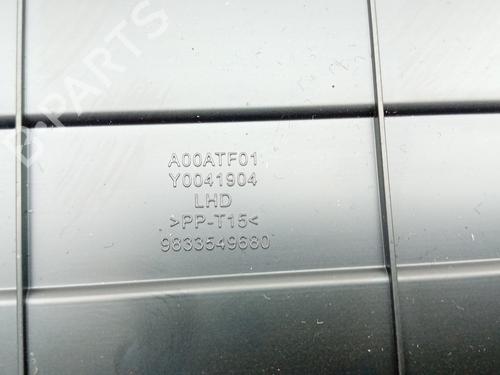 B-PARTS
A00ATF01
Y0041904
LHD
>PP-T15<
9833549680